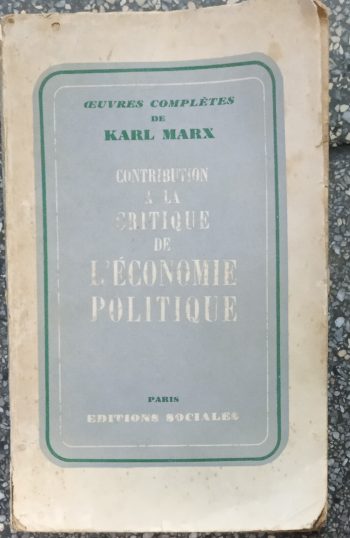 ŒUVRES COMPLÈTES
DE
KARL MARX
CONTRIBUTION
A LA
CRITIQUE
DE
L'ÉCONOMIE
POLITIQUE
PARIS
EDITIONS SOCIALES